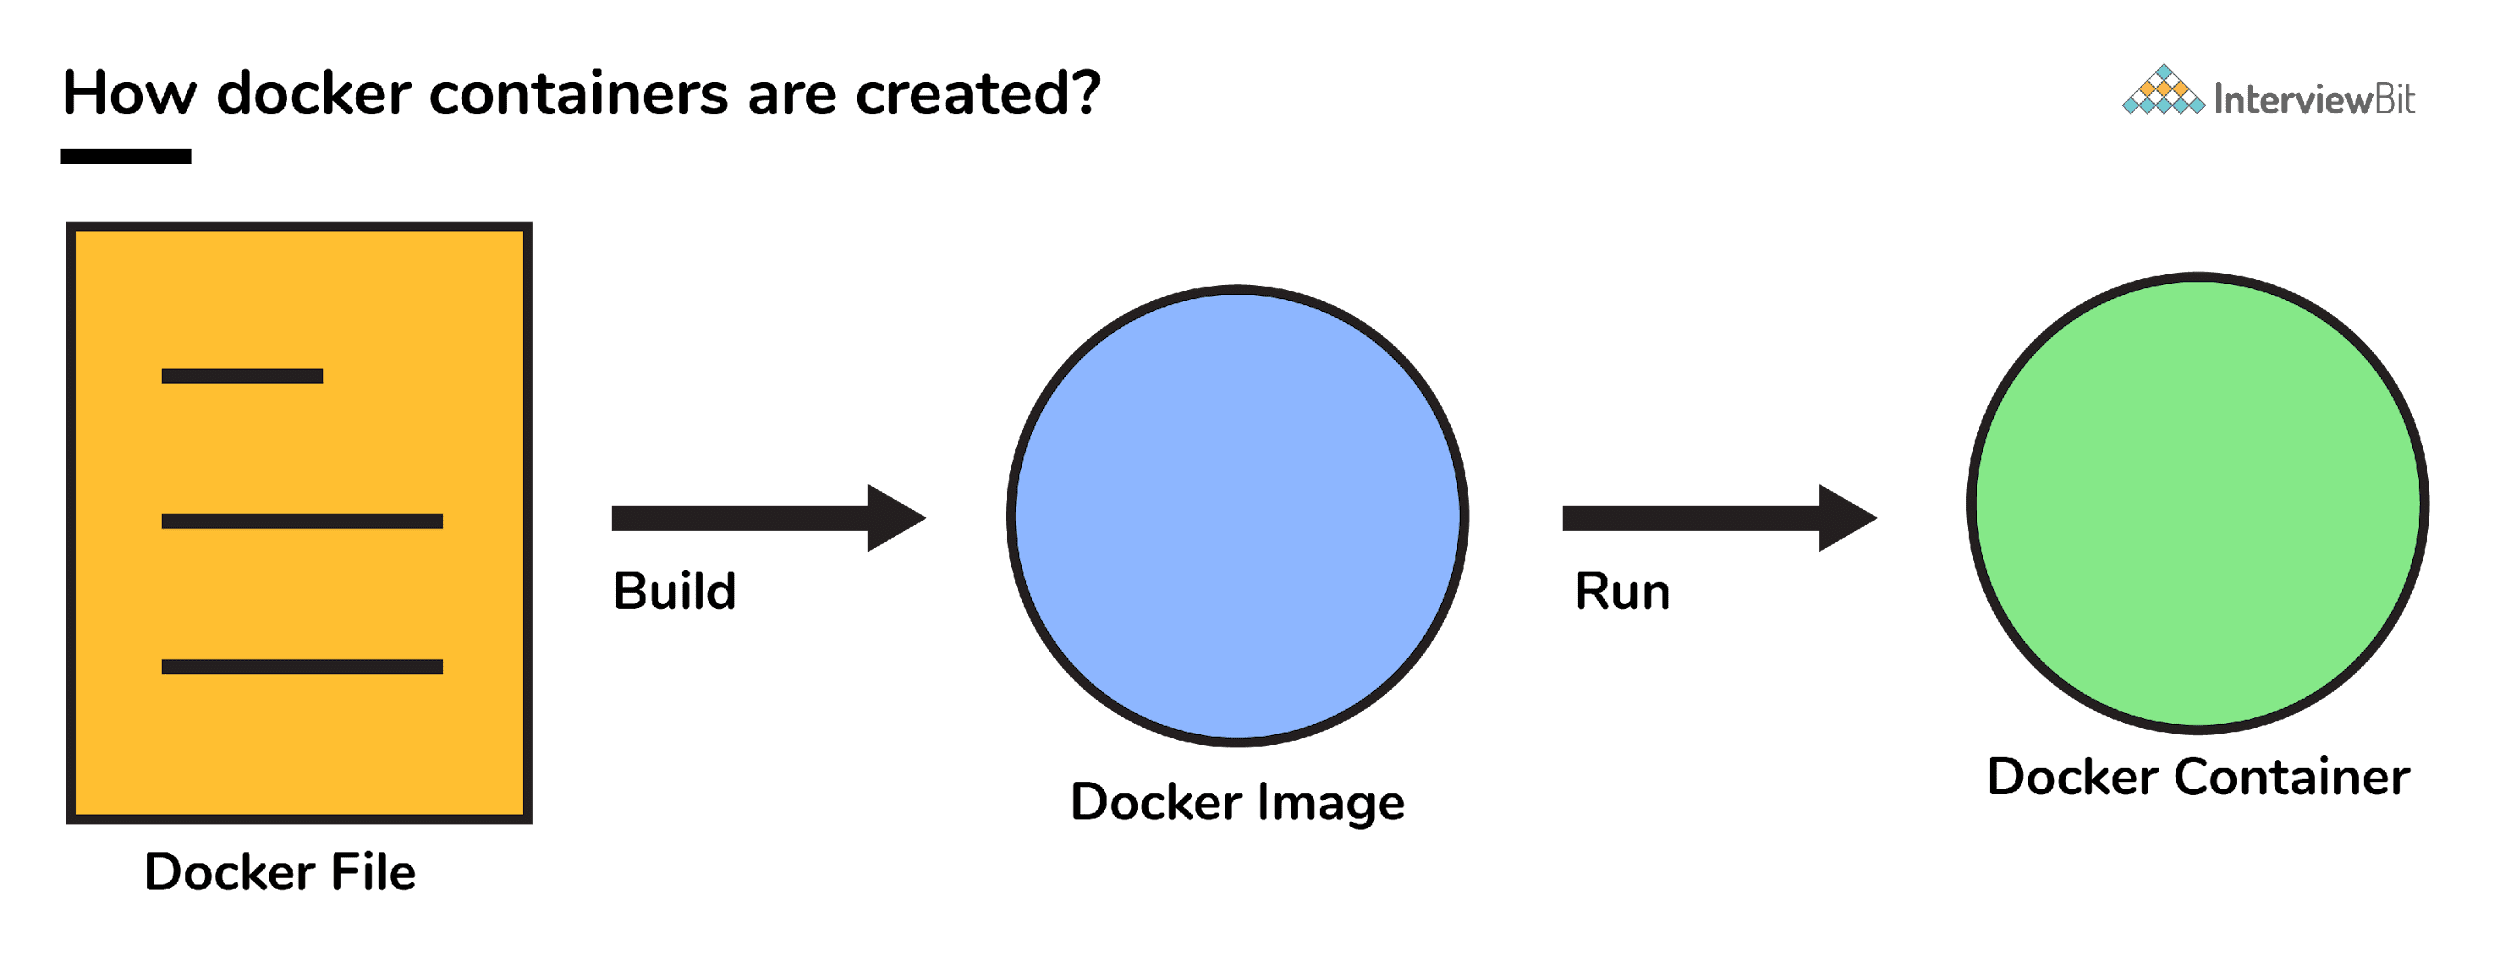 How docker containers are created?
InterviewBit
Build
Run
Docker Container
Docker Image
Docker File